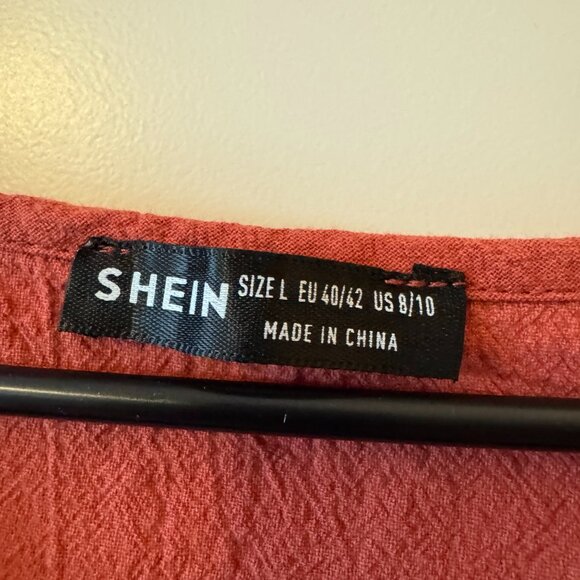 SHEIN SIZE L EU 40/42 US 8/10
MADE IN CHINA